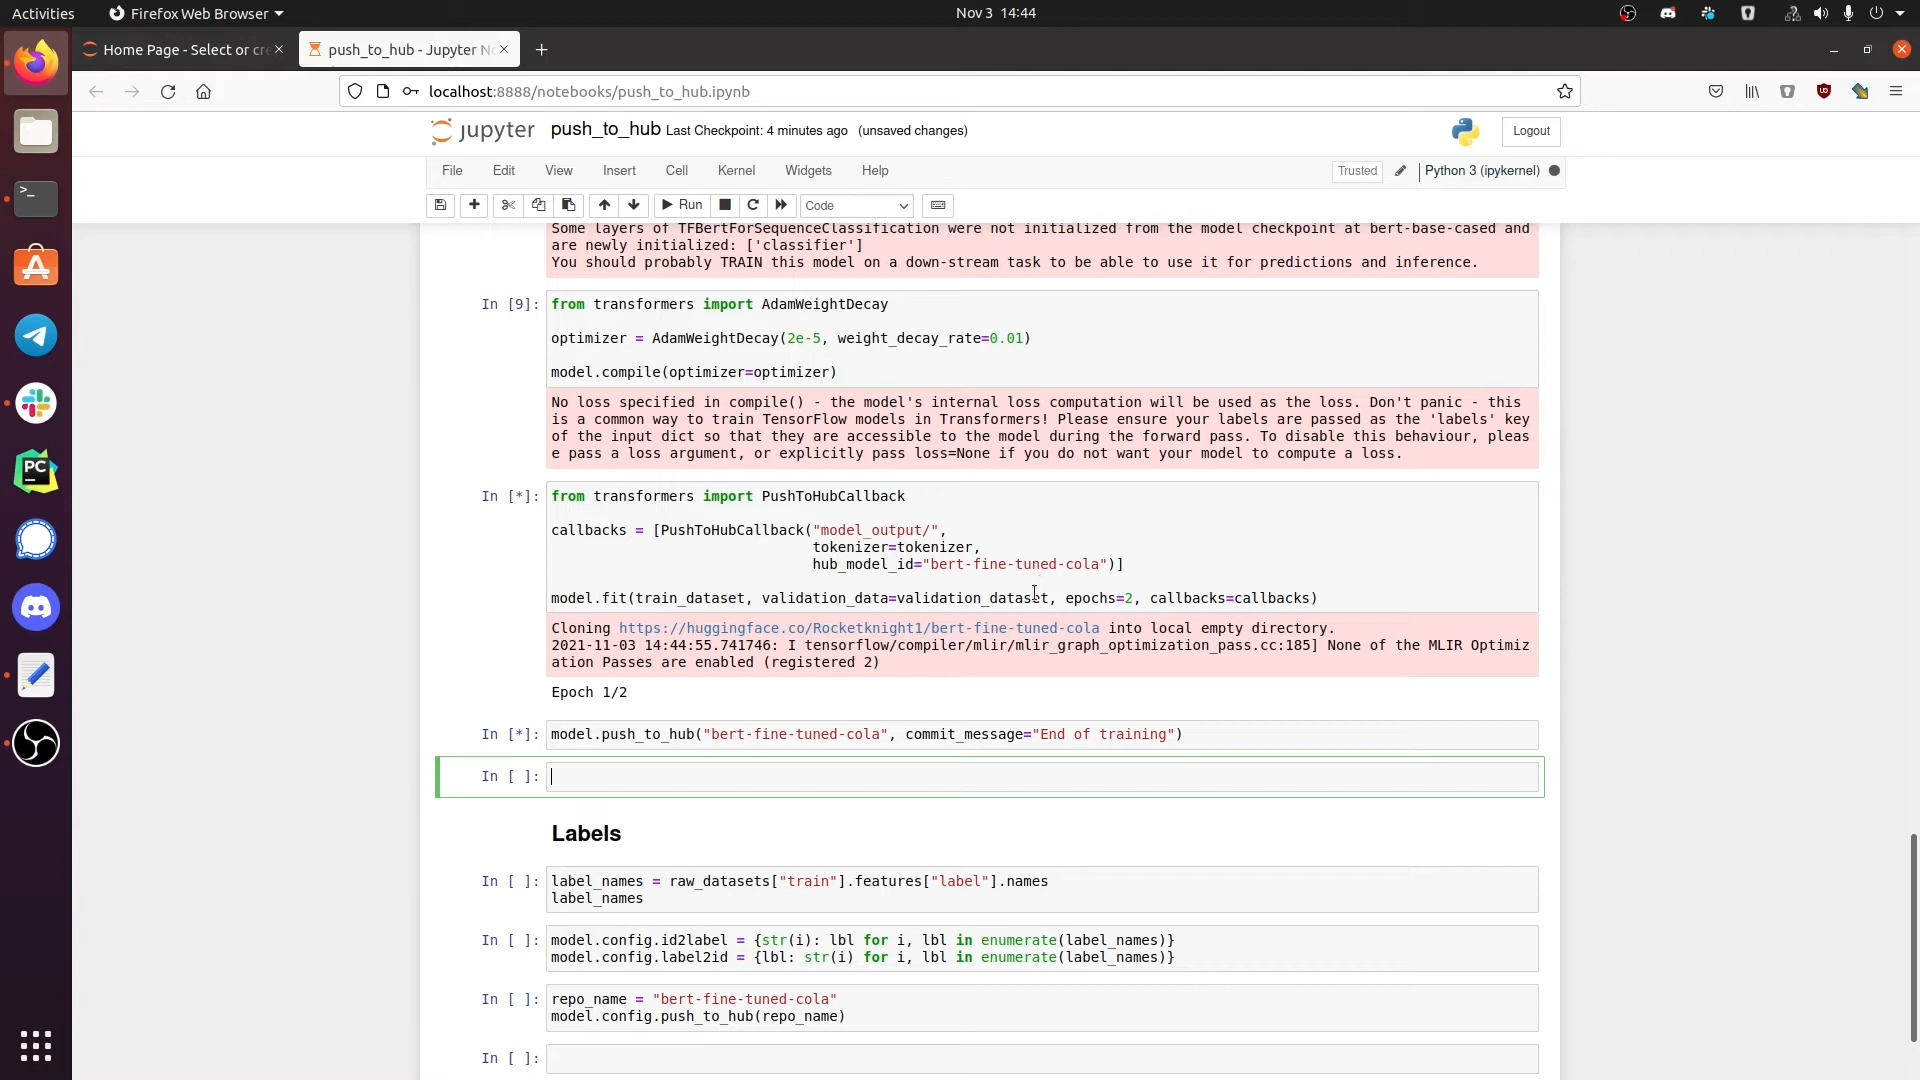 Activities
Firefox Web Browser
Nov 3 14:44
Home Page - Select or cre
push_to_hub - Jupyter No
localhost:8888/notebooks/push_to_hub.ipynb
jupyter push_to_hub Last Checkpoint: 4 minutes ago (unsaved changes)
Logout
File Edit View Insert Cell Kernel Widgets Help
Trusted
Python 3 (ipykernel)
Run
Code
Some layers of TFBertForSequenceClassification were not initialized from the model checkpoint at bert-base-cased and
are newly initialized: ['classifier']
You should probably TRAIN this model on a down-stream task to be able to use it for predictions and inference.
In [9]: from transformers import AdamWeightDecay
optimizer = AdamWeightDecay(2e-5, weight_decay_rate=0.01)
model.compile(optimizer=optimizer)
No loss specified in compile() - the model's internal loss computation will be used as the loss. Don't panic - this
is a common way to train TensorFlow models in Transformers! Please ensure your labels are passed as the 'labels' key
of the input dict so that they are accessible to the model during the forward pass. To disable this behaviour, pleas
e pass a loss argument, or explicitly pass loss=None if you do not want your model to compute a loss.
In [*]: from transformers import PushToHubCallback
callbacks = [PushToHubCallback("model_output/",
tokenizer=tokenizer,
hub_model_id="bert-fine-tuned-cola")]
model.fit(train_dataset, validation_data=validation_dataset, epochs=2, callbacks=callbacks)
Cloning https://huggingface.co/Rocketknight1/bert-fine-tuned-cola into local empty directory.
2021-11-03 14:44:55.741746: I tensorflow/compiler/mlir/mlir_graph_optimization_pass.cc:185] None of the MLIR Optimiz
ation Passes are enabled (registered 2)
Epoch 1/2
In [*]: model.push_to_hub("bert-fine-tuned-cola", commit_message="End of training")
In [ ]:
Labels
In [ ]: label_names = raw_datasets["train"].features["label"].names
label_names
In [ ]: model.config.id2label = {str(i): lbl for i, lbl in enumerate(label_names)}
model.config.label2id = {lbl: str(i) for i, lbl in enumerate(label_names)}
In [ ]: repo_name = "bert-fine-tuned-cola"
model.config.push_to_hub(repo_name)
In [ ]: